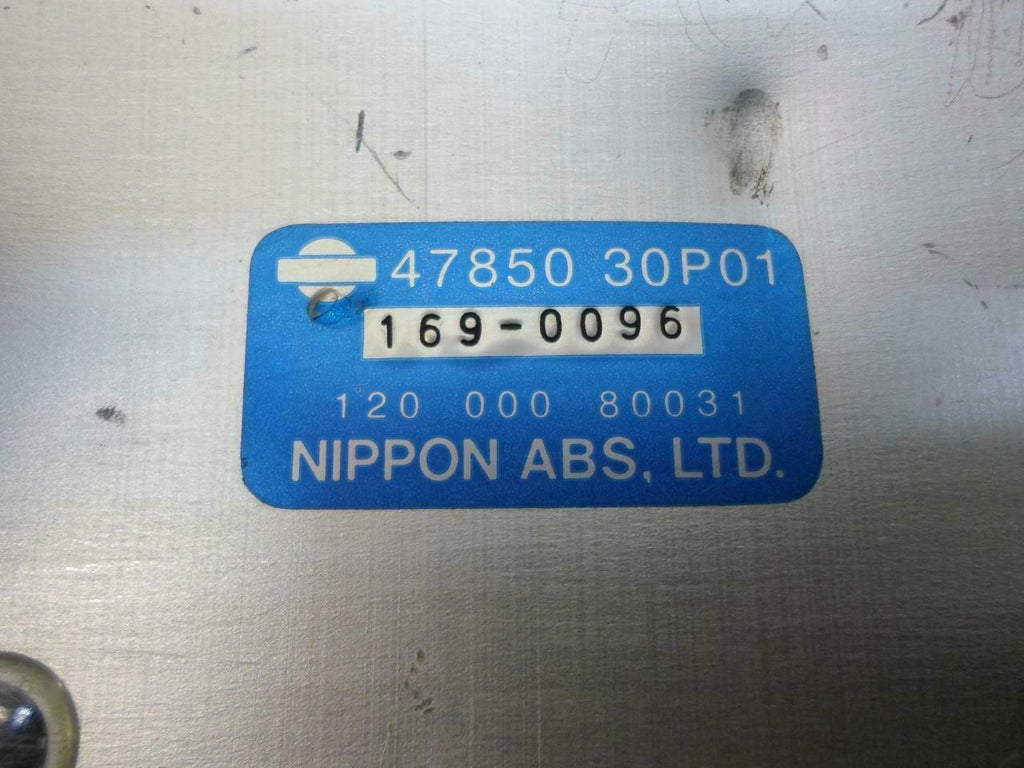 47850 30P01
169-0096
120 000 80031
NIPPON ABS, LTD.